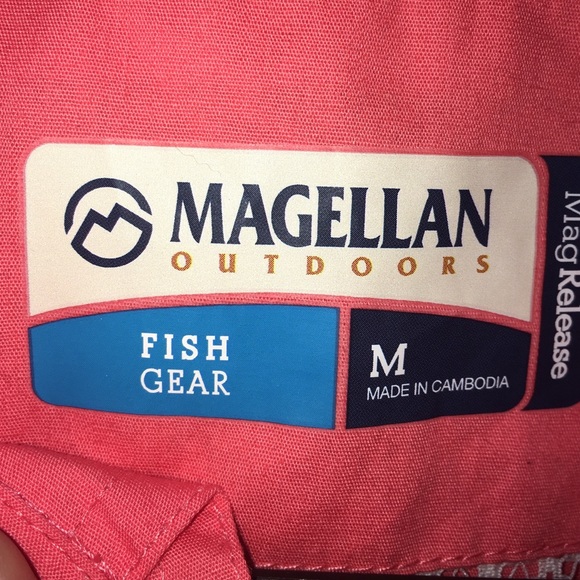 MAGELLAN
OUTDOORS
FISH
GEAR
M
MADE IN CAMBODIA
MagRelease